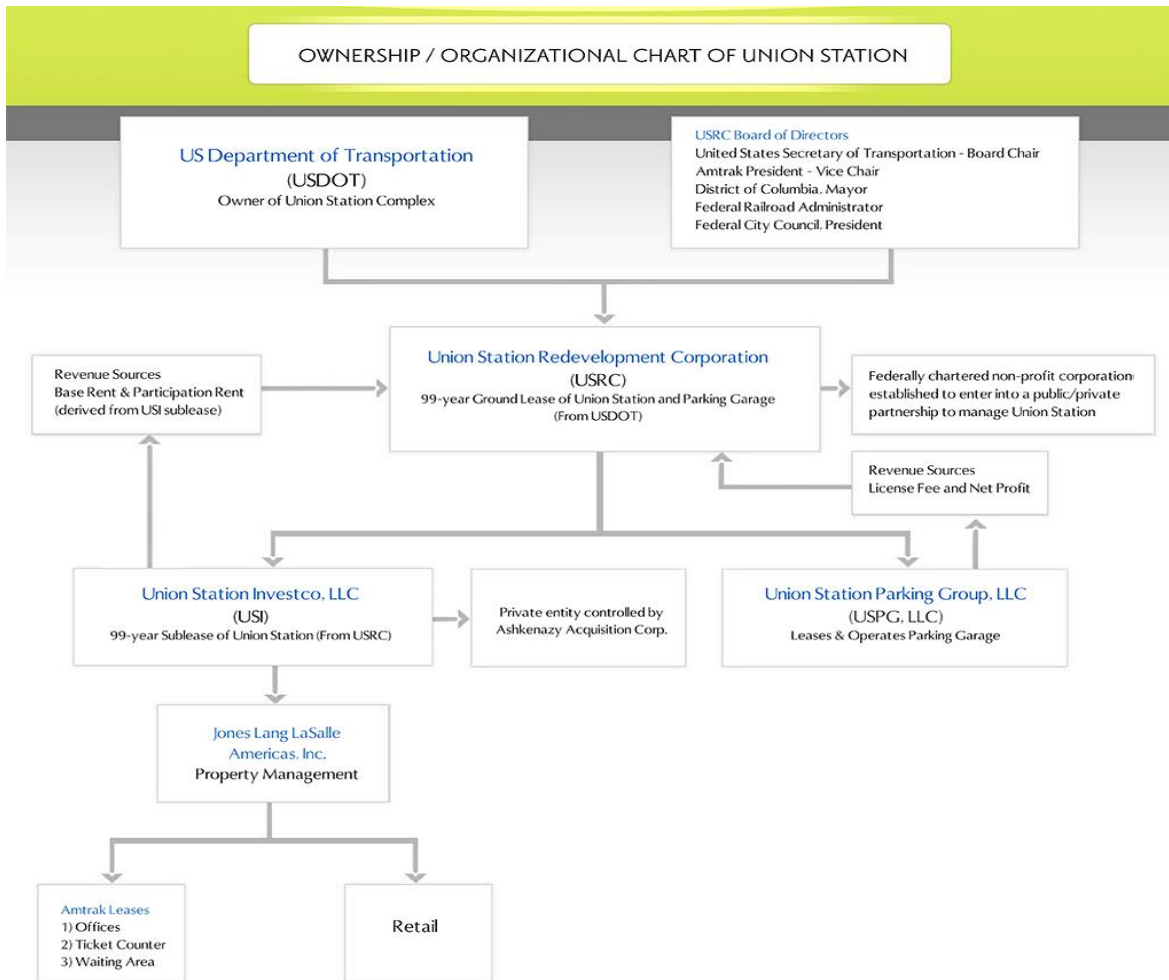 OWNERSHIP / ORGANIZATIONAL CHART OF UNION STATION
US Department of Transportation
(USDOT)
Owner of Union Station Complex
USRC Board of Directors
United States Secretary of Transportation - Board Chair
Amtrak President - Vice Chair
District of Columbia, Mayor
Federal Railroad Administrator
Federal City Council, President
Union Station Redevelopment Corporation
(USRC)
99-year Ground Lease of Union Station and Parking Garage
(From USDOT)
Revenue Sources
Base Rent & Participation Rent
(derived from USI sublease)
Federally chartered non-profit corporation
established to enter into a public/private
partnership to manage Union Station
Revenue Sources
License Fee and Net Profit
Union Station Investco, LLC
(USI)
99-year Sublease of Union Station (From USRC)
Private entity controlled by
Ashkenazy Acquisition Corp.
Union Station Parking Group, LLC
(USPG, LLC)
Leases & Operates Parking Garage
Jones Lang LaSalle
Americas, Inc.
Property Management
Amtrak Leases
1) Offices
2) Ticket Counter
3) Waiting Area
Retail